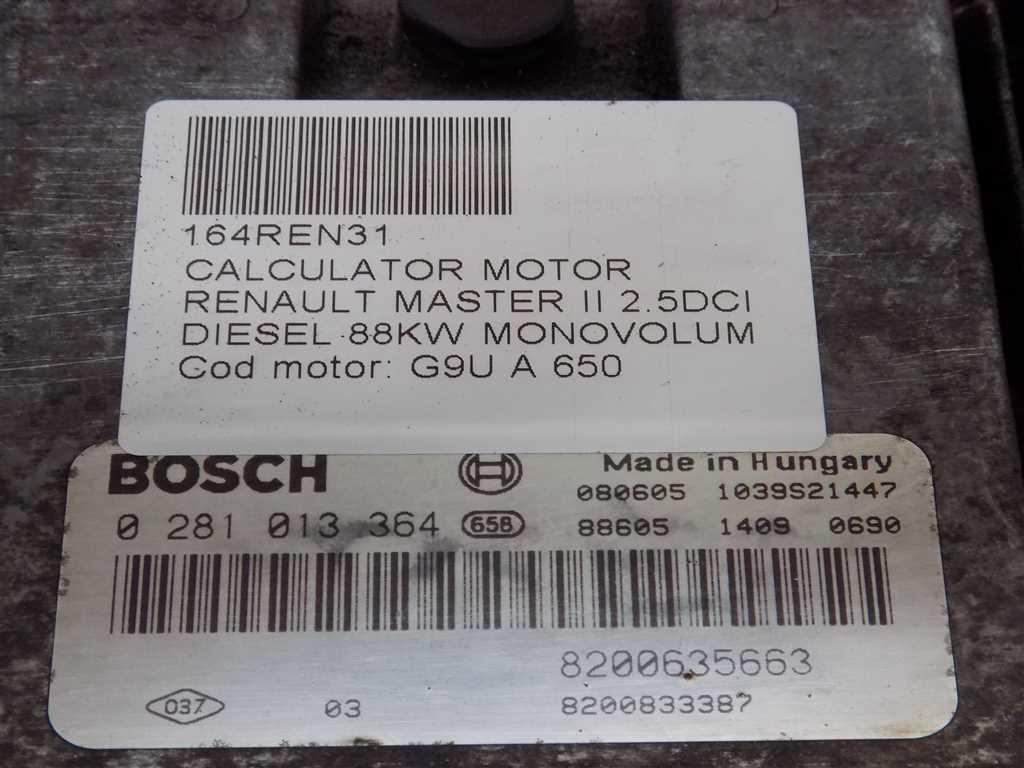 164REN31
CALCULATOR MOTOR
RENAULT MASTER II 2.5DCI
DIESEL 88KW MONOVOLUM
Cod motor: G9U A 650
BOSCH
Made in Hungary
080605 1039S21447
0 281 013 364 65B
88605 1409 0690
8200635663
037 03 8200833387